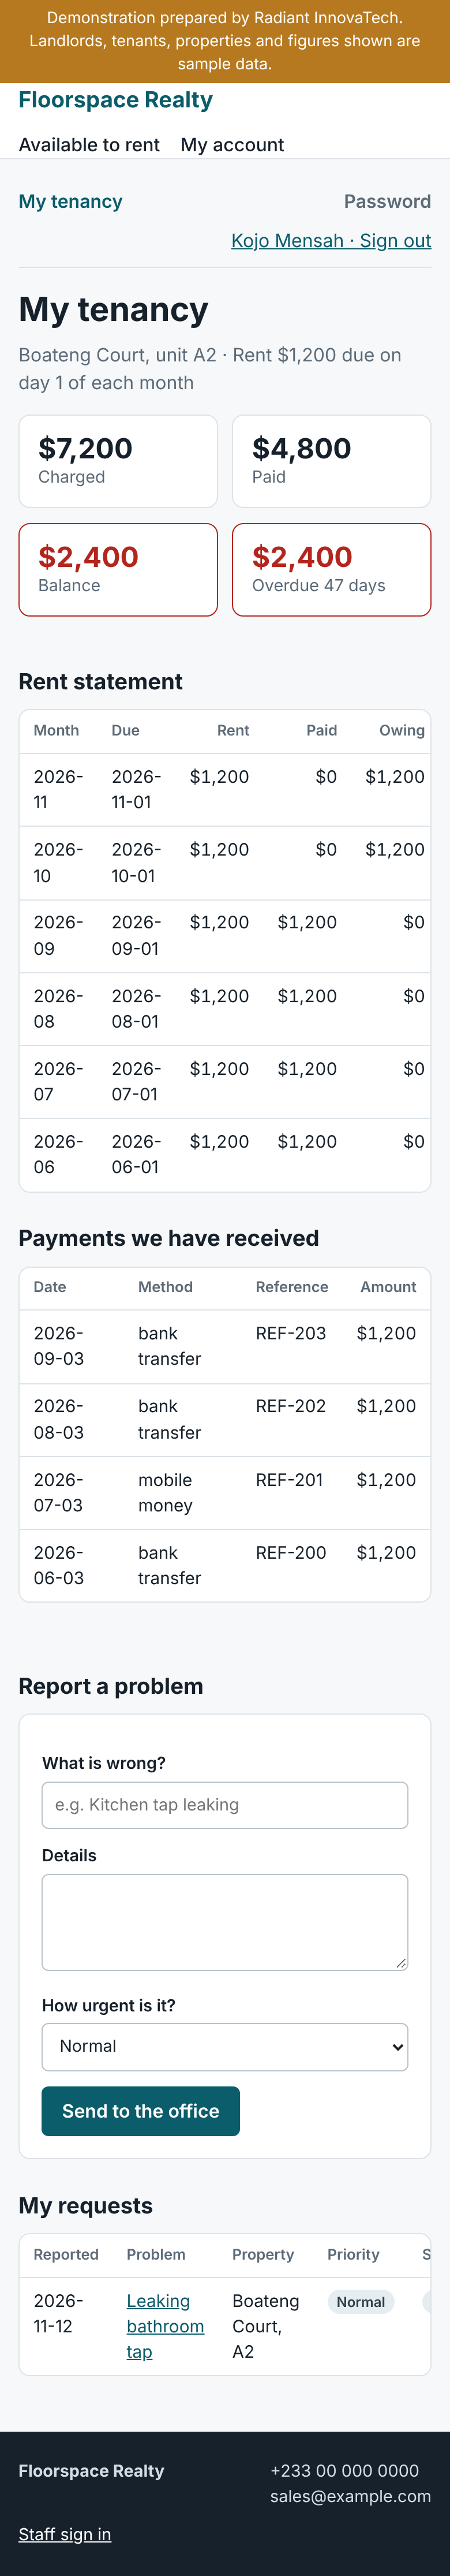 Demonstration prepared by Radiant InnovaTech.
Landlords, tenants, properties and figures shown are
sample data.
Floorspace Realty
Available to rent My account
My tenancy Password
Kojo Mensah · Sign out
My tenancy
Boateng Court, unit A2 · Rent $1,200 due on
day 1 of each month
$7,200 $4,800
Charged Paid
$2,400 $2,400
Balance Overdue 47 days
Rent statement
Month Due Rent Paid Owing
2026- 2026- $1,200 $0 $1,200
11 11-01
2026- 2026- $1,200 $0 $1,200
10 10-01
2026- 2026- $1,200 $1,200 $0
09 09-01
2026- 2026- $1,200 $1,200 $0
08 08-01
2026- 2026- $1,200 $1,200 $0
07 07-01
2026- 2026- $1,200 $1,200 $0
06 06-01
Payments we have received
Date Method Reference Amount
2026- bank REF-203 $1,200
09-03 transfer
2026- bank REF-202 $1,200
08-03 transfer
2026- mobile REF-201 $1,200
07-03 money
2026- bank REF-200 $1,200
06-03 transfer
Report a problem
What is wrong?
e.g. Kitchen tap leaking
Details
How urgent is it?
Normal
Send to the office
My requests
Reported Problem Property Priority
2026- Leaking Boateng Normal
11-12 bathroom Court,
tap A2
Floorspace Realty +233 00 000 0000
sales@example.com
Staff sign in